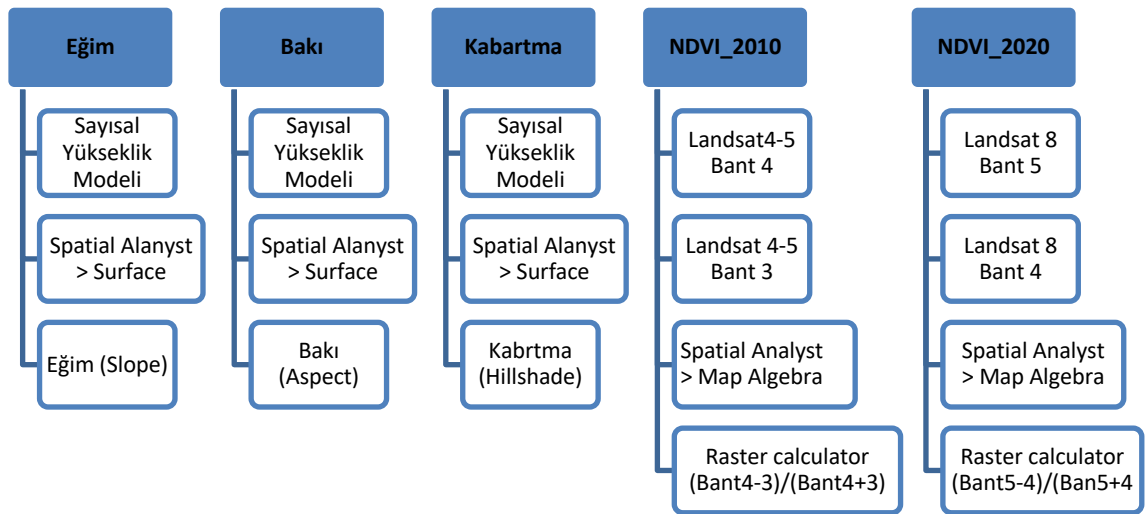 Eğim
Sayısal
Yükseklik
Modeli
Spatial Alanyst
> Surface
Eğim (Slope)
Bakı
Sayısal
Yükseklik
Modeli
Spatial Alanyst
> Surface
Bakı
(Aspect)
Kabartma
Sayısal
Yükseklik
Modeli
Spatial Alanyst
> Surface
Kabrtma
(Hillshade)
NDVI_2010
Landsat4-5
Bant 4
Landsat 4-5
Bant 3
Spatial Analyst
> Map Algebra
Raster calculator
(Bant4-3)/(Bant4+3)
NDVI_2020
Landsat 8
Bant 5
Landsat 8
Bant 4
Spatial Analyst
> Map Algebra
Raster calculator
(Bant5-4)/(Ban5+4